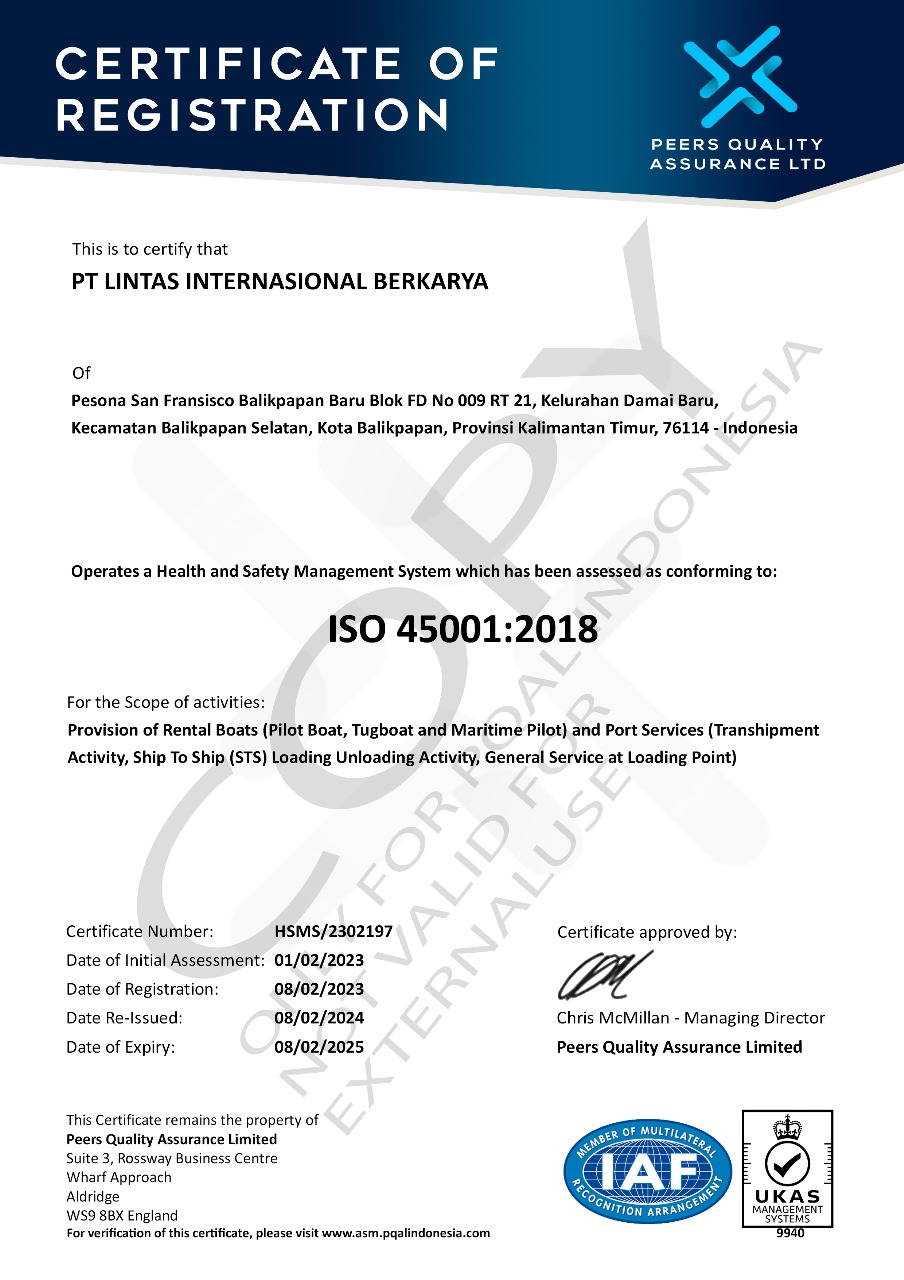 CERTIFICATE OF
REGISTRATION
PEERS QUALITY
ASSURANCE LTD
This is to certify that
PT LINTAS INTERNASIONAL BERKARYA
Of
Pesona San Fransisco Balikpapan Baru Blok FD No 009 RT 21, Kelurahan Damai Baru,
Kecamatan Balikpapan Selatan, Kota Balikpapan, Provinsi Kalimantan Timur, 76114 - Indonesia
Operates a Health and Safety Management System which has been assessed as conforming to:
ISO 45001:2018
For the Scope of activities:
Provision of Rental Boats (Pilot Boat, Tugboat and Maritime Pilot) and Port Services (Transhipment
Activity, Ship To Ship (STS) Loading Unloading Activity, General Service at Loading Point)
COPY
ONLY FOR PQAL INDONESIA
NOT VALID FOR
EXTERNAL USE
Certificate Number: HSMS/2302197
Date of Initial Assessment: 01/02/2023
Date of Registration: 08/02/2023
Date Re-Issued: 08/02/2024
Date of Expiry: 08/02/2025
Certificate approved by:
Chris McMillan - Managing Director
Peers Quality Assurance Limited
This Certificate remains the property of
Peers Quality Assurance Limited
Suite 3, Rossway Business Centre
Wharf Approach
Aldridge
WS9 8BX England
For verification of this certificate, please visit www.asm.pqalindonesia.com
MEMBER OF MULTILATERAL
IAF
RECOGNITION ARRANGEMENT
UKAS
MANAGEMENT
SYSTEMS
9940